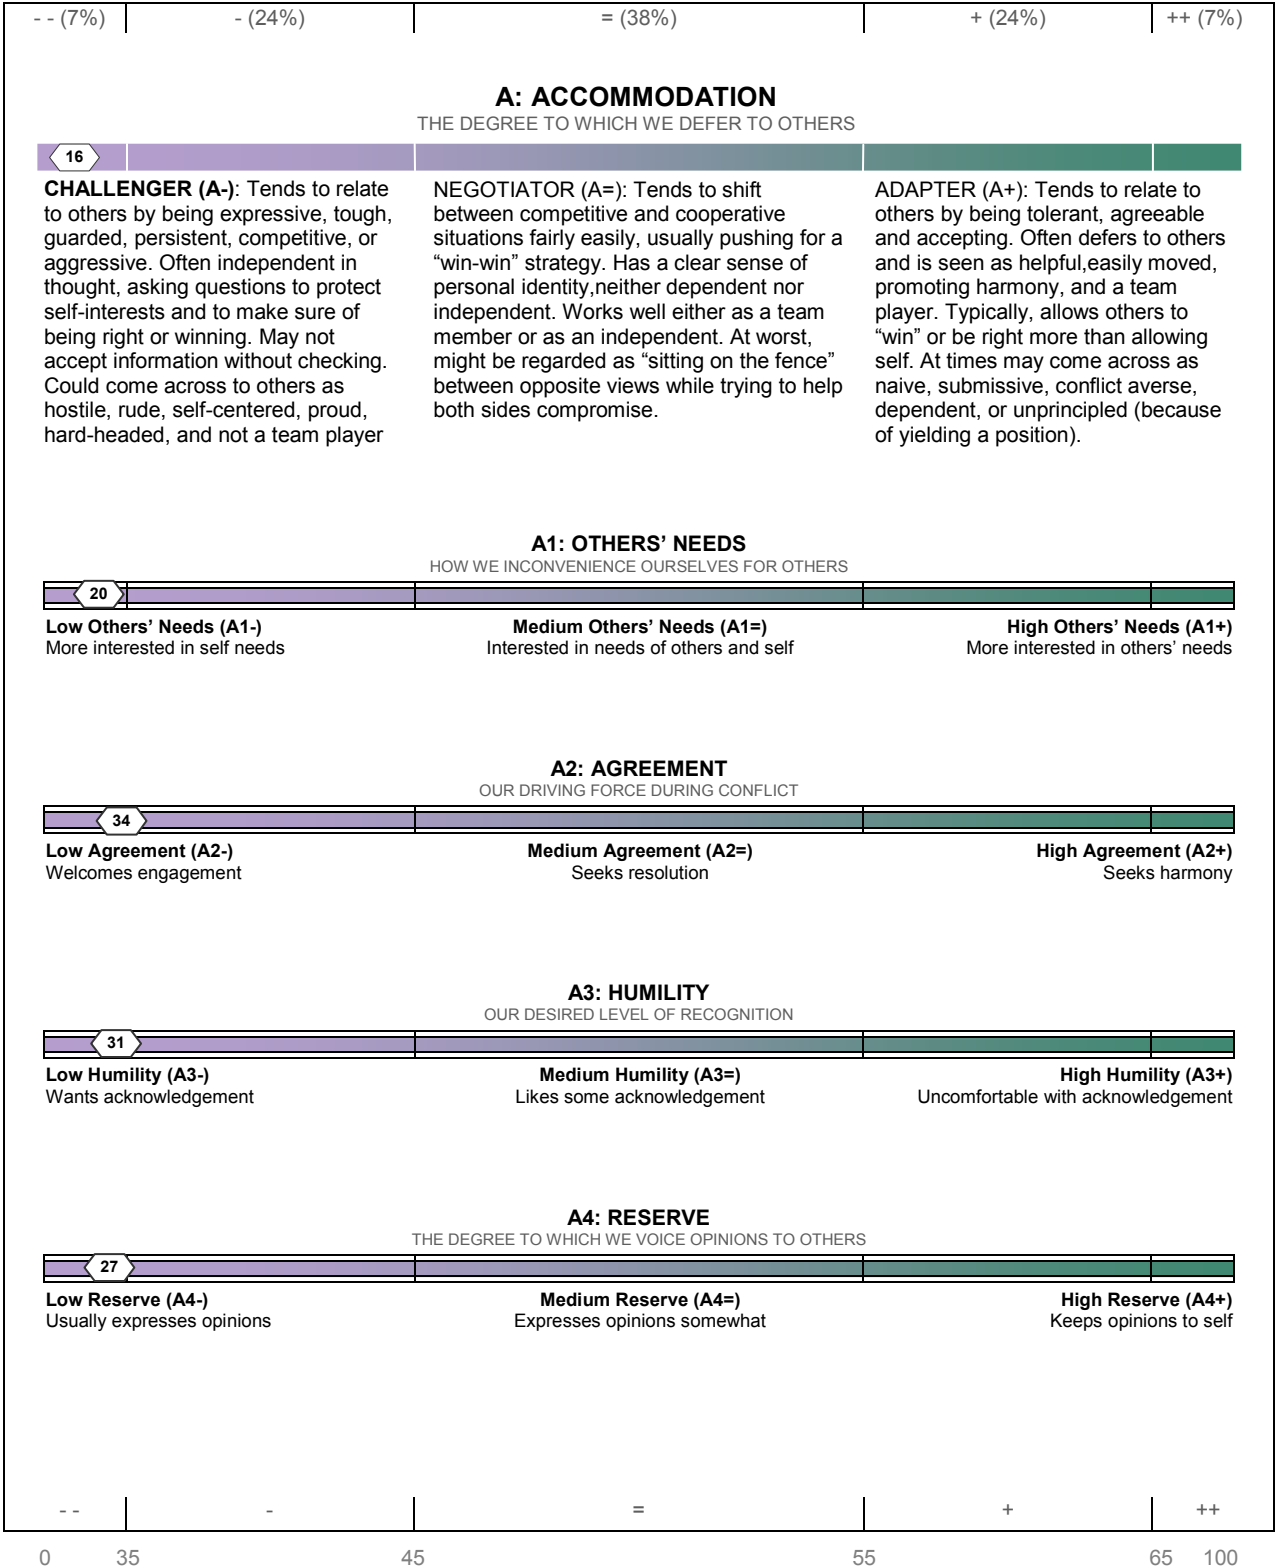 - - (7%) - (24%) = (38%) + (24%) ++ (7%)
A: ACCOMMODATION
THE DEGREE TO WHICH WE DEFER TO OTHERS
16
CHALLENGER (A-): Tends to relate
to others by being expressive, tough,
guarded, persistent, competitive, or
aggressive. Often independent in
thought, asking questions to protect
self-interests and to make sure of
being right or winning. May not
accept information without checking.
Could come across to others as
hostile, rude, self-centered, proud,
hard-headed, and not a team player
NEGOTIATOR (A=): Tends to shift
between competitive and cooperative
situations fairly easily, usually pushing for a
“win-win” strategy. Has a clear sense of
personal identity,neither dependent nor
independent. Works well either as a team
member or as an independent. At worst,
might be regarded as “sitting on the fence”
between opposite views while trying to help
both sides compromise.
ADAPTER (A+): Tends to relate to
others by being tolerant, agreeable
and accepting. Often defers to others
and is seen as helpful,easily moved,
promoting harmony, and a team
player. Typically, allows others to
“win” or be right more than allowing
self. At times may come across as
naive, submissive, conflict averse,
dependent, or unprincipled (because
of yielding a position).
A1: OTHERS’ NEEDS
HOW WE INCONVENIENCE OURSELVES FOR OTHERS
20
Low Others’ Needs (A1-) Medium Others’ Needs (A1=) High Others’ Needs (A1+)
More interested in self needs Interested in needs of others and self More interested in others’ needs
A2: AGREEMENT
OUR DRIVING FORCE DURING CONFLICT
34
Low Agreement (A2-) Medium Agreement (A2=) High Agreement (A2+)
Welcomes engagement Seeks resolution Seeks harmony
A3: HUMILITY
OUR DESIRED LEVEL OF RECOGNITION
31
Low Humility (A3-) Medium Humility (A3=) High Humility (A3+)
Wants acknowledgement Likes some acknowledgement Uncomfortable with acknowledgement
A4: RESERVE
THE DEGREE TO WHICH WE VOICE OPINIONS TO OTHERS
27
Low Reserve (A4-) Medium Reserve (A4=) High Reserve (A4+)
Usually expresses opinions Expresses opinions somewhat Keeps opinions to self
- - - = + ++
0 35 45 55 65 100